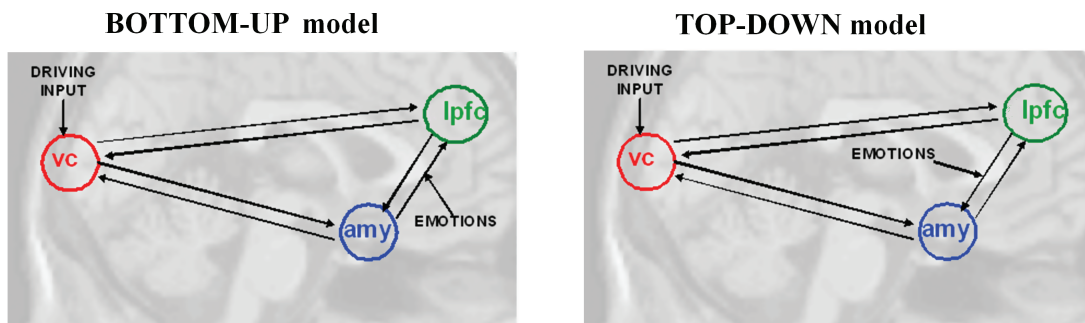 BOTTOM-UP model
DRIVING
INPUT
vc
lpfc
amy
EMOTIONS
TOP-DOWN model
DRIVING
INPUT
vc
lpfc
EMOTIONS
amy